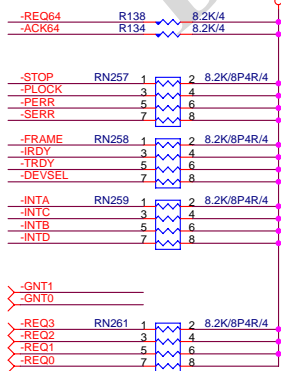 -REQ64 R138 8.2K/4
-ACK64 R134 8.2K/4
-STOP RN257 1 2 8.2K/8P4R/4
-PLOCK 3 4
-PERR 5 6
-SERR 7 8
-FRAME RN258 1 2 8.2K/8P4R/4
-IRDY 3 4
-TRDY 5 6
-DEVSEL 7 8
-INTA RN259 1 2 8.2K/8P4R/4
-INTC 3 4
-INTB 5 6
-INTD 7 8
-GNT1
-GNT0
-REQ3 RN261 1 2 8.2K/8P4R/4
-REQ2 3 4
-REQ1 5 6
-REQ0 7 8